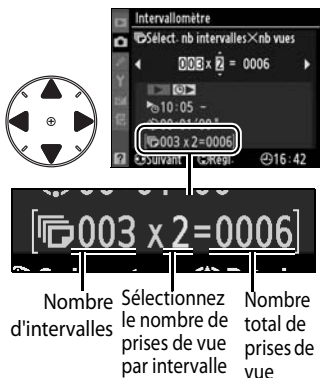 Intervallomètre
Sélect. nb intervalles×nb vues
003 x 2 = 0006
10:05 –
003 x 2=0006
Suivant Régl. 16:42
[003 x 2=0006]
Nombre d'intervalles
Sélectionnez le nombre de prises de vue par intervalle
Nombre total de prises de vue